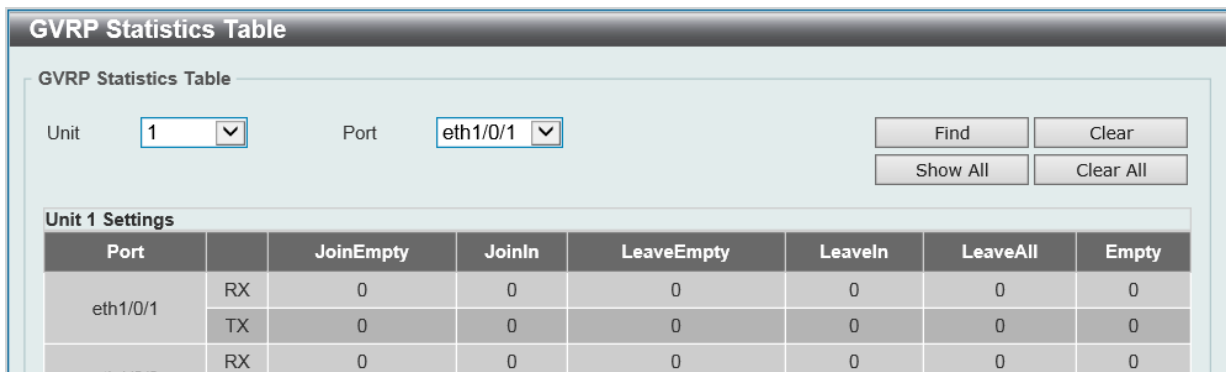 GVRP Statistics Table
GVRP Statistics Table
Unit 1 Port eth1/0/1 Find Clear
Show All Clear All
Unit 1 Settings
Port JoinEmpty JoinIn LeaveEmpty LeaveIn LeaveAll Empty
eth1/0/1
RX 0 0 0 0 0 0
TX 0 0 0 0 0 0
RX 0 0 0 0 0 0